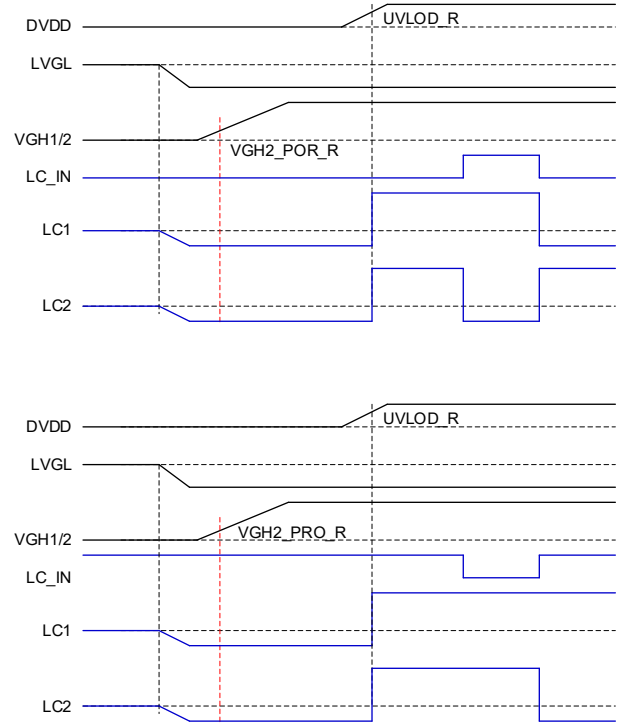 DVDD
UVLOD_R
LVGL
VGH1/2
VGH2_POR_R
LC_IN
LC1
LC2
DVDD
UVLOD_R
LVGL
VGH1/2
VGH2_PRO_R
LC_IN
LC1
LC2